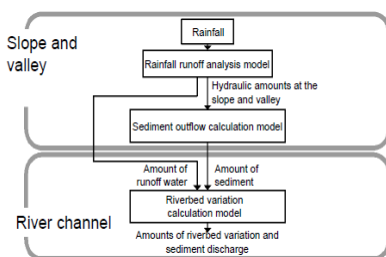 Slope and
valley
Rainfall
Rainfall runoff analysis model
Hydraulic amounts at the
slope and valley
Sediment outflow calculation model
Amount of
runoff water
Amount of
sediment
Riverbed variation
calculation model
River channel
Amounts of riverbed variation and
sediment discharge